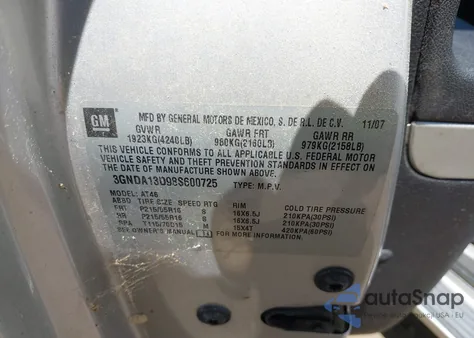 GM
MFD BY GENERAL MOTORS DE MEXICO, S. DE R.L. DE C.V. 11/07
GVWR GAWR FRT GAWR RR
1923KG(4240LB) 980KG(2160LB) 979KG(2158LB)
THIS VEHICLE CONFORMS TO ALL APPLICABLE U.S. FEDERAL MOTOR
VEHICLE SAFETY AND THEFT PREVENTION STANDARDS IN EFFECT ON
THE DATE OF MANUFACTURE SHOWN ABOVE.
3GNDA13D98S600725 TYPE: M.P.V.
MODEL: AT46
TIRE SIZE SPEED RTG RIM COLD TIRE PRESSURE
FRT P215/55R16 S 16X6.5J 210KPA(30PSI)
RR P215/55R16 S 16X6.5J 210KPA(30PSI)
SPA T115/70D16 M 16X4T 420KPA(60PSI)
SEE OWNER'S MANUAL
autoSnap
- EU